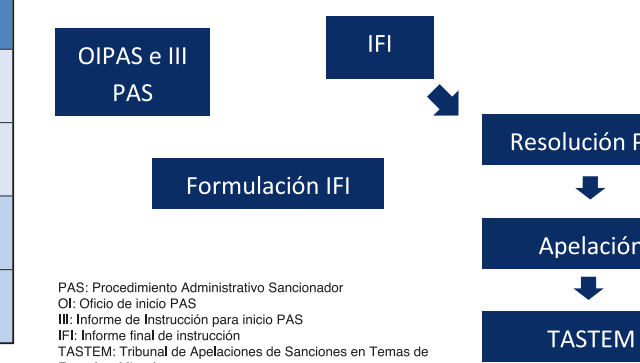 OIPAS e III
PAS
IFI
Formulación IFI
Resolución
Apelación
TASTEM
PAS: Procedimiento Administrativo Sancionador
OI: Oficio de inicio PAS
III: Informe de Instrucción para inicio PAS
IFI: Informe final de instrucción
TASTEM: Tribunal de Apelaciones de Sanciones en Temas de